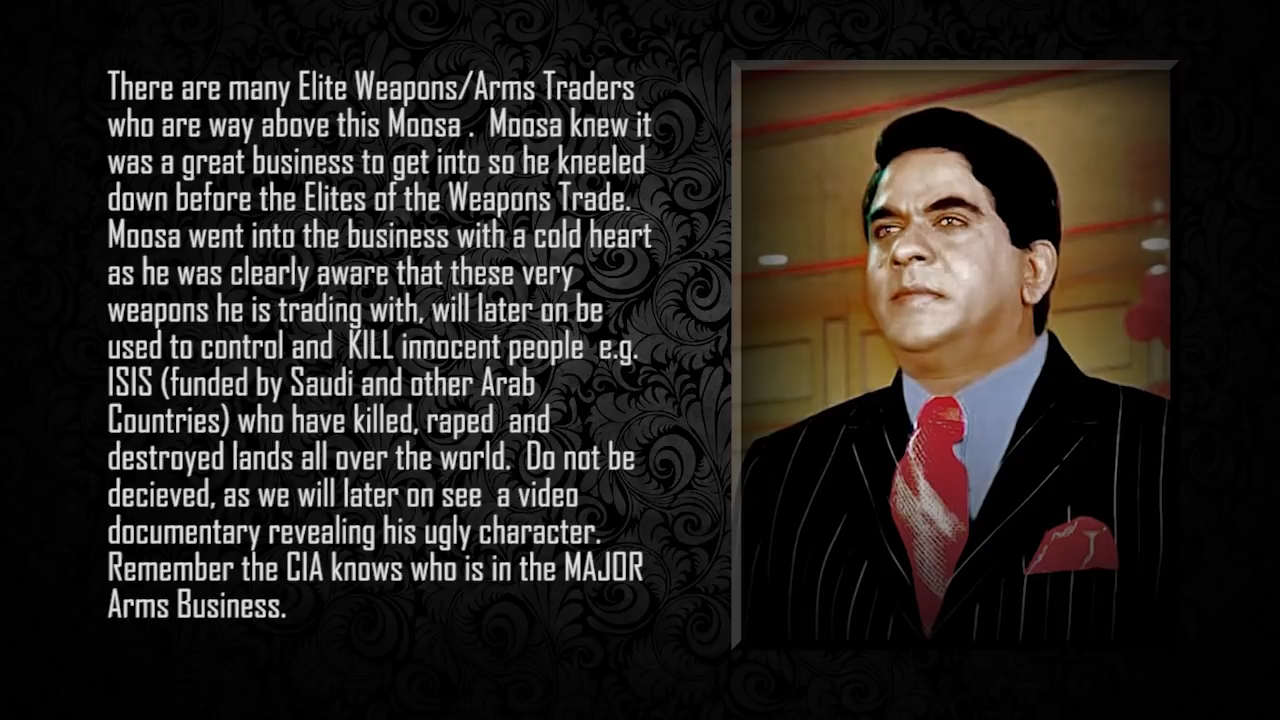 There are many Elite Weapons/Arms Traders
who are way above this Moosa .  Moosa knew it
was a great business to get into so he kneeled
down before the Elites of the Weapons Trade.
Moosa went into the business with a cold heart
as he was clearly aware that these very
weapons he is trading with, will later on be
used to control and  KILL innocent people  e.g.
ISIS (funded by Saudi and other Arab
Countries) who have killed, raped  and
destroyed lands all over the world.  Do not be
decieved, as we will later on see  a video
documentary revealing his ugly character.
Remember the CIA knows who is in the MAJOR
Arms Business.